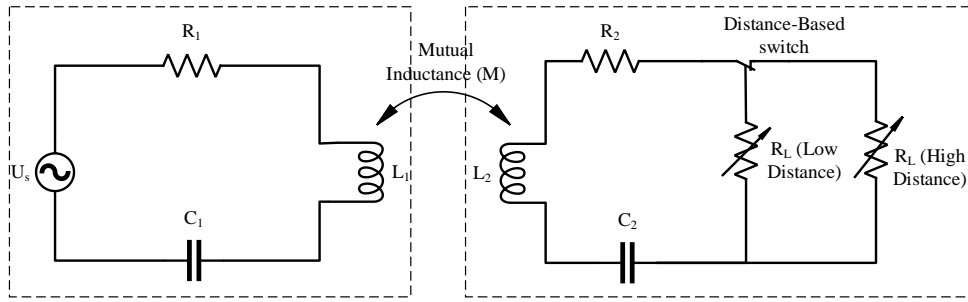 R1
Mutual
Inductance (M)
R2
Distance-Based
switch
Us
L1
L2
RL (Low
Distance)
RL (High
Distance)
C1
C2